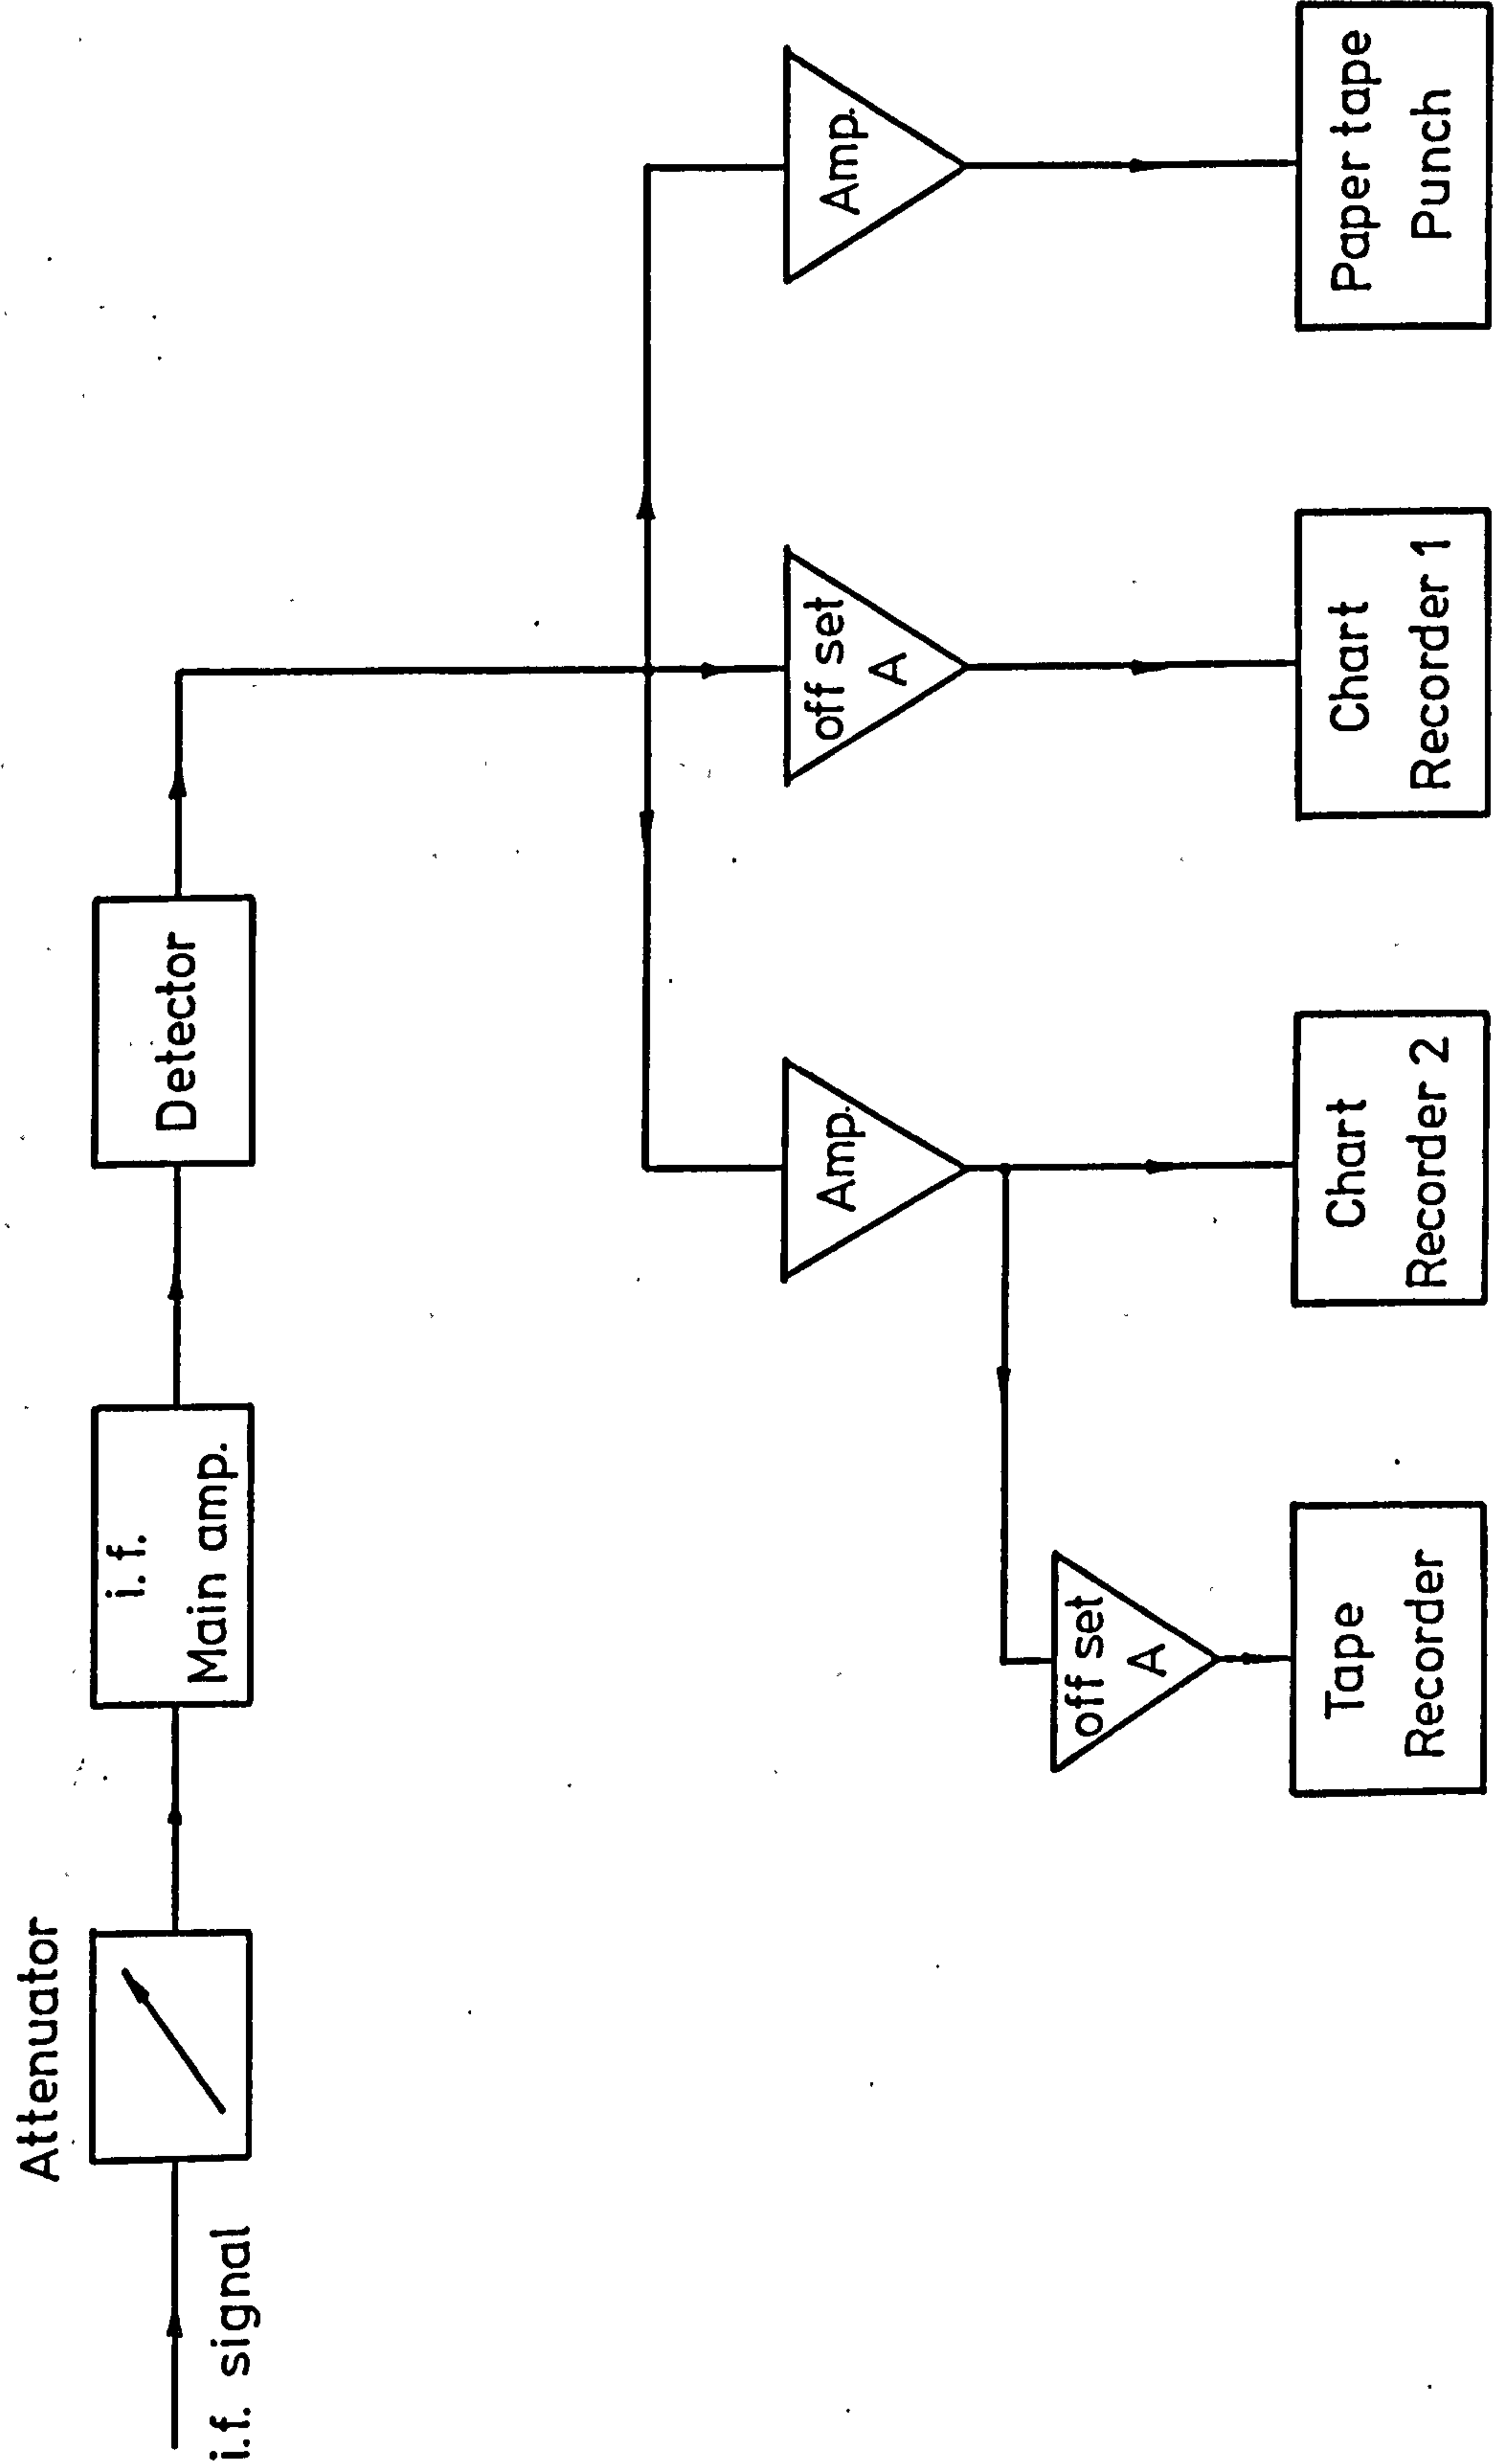 Attenuator
i.f. signal
i.f.
Main amp.
Detector
Amp.
off set
A
Amp.
off set
A
Tape
Recorder
Chart
Recorder 2
Chart
Recorder 1
Paper tape
Punch